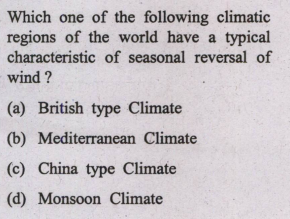 Which one of the following climatic
regions of the world have a typical
characteristic of seasonal reversal of
wind ?
(a) British type Climate
(b) Mediterranean Climate
(c) China type Climate
(d) Monsoon Climate